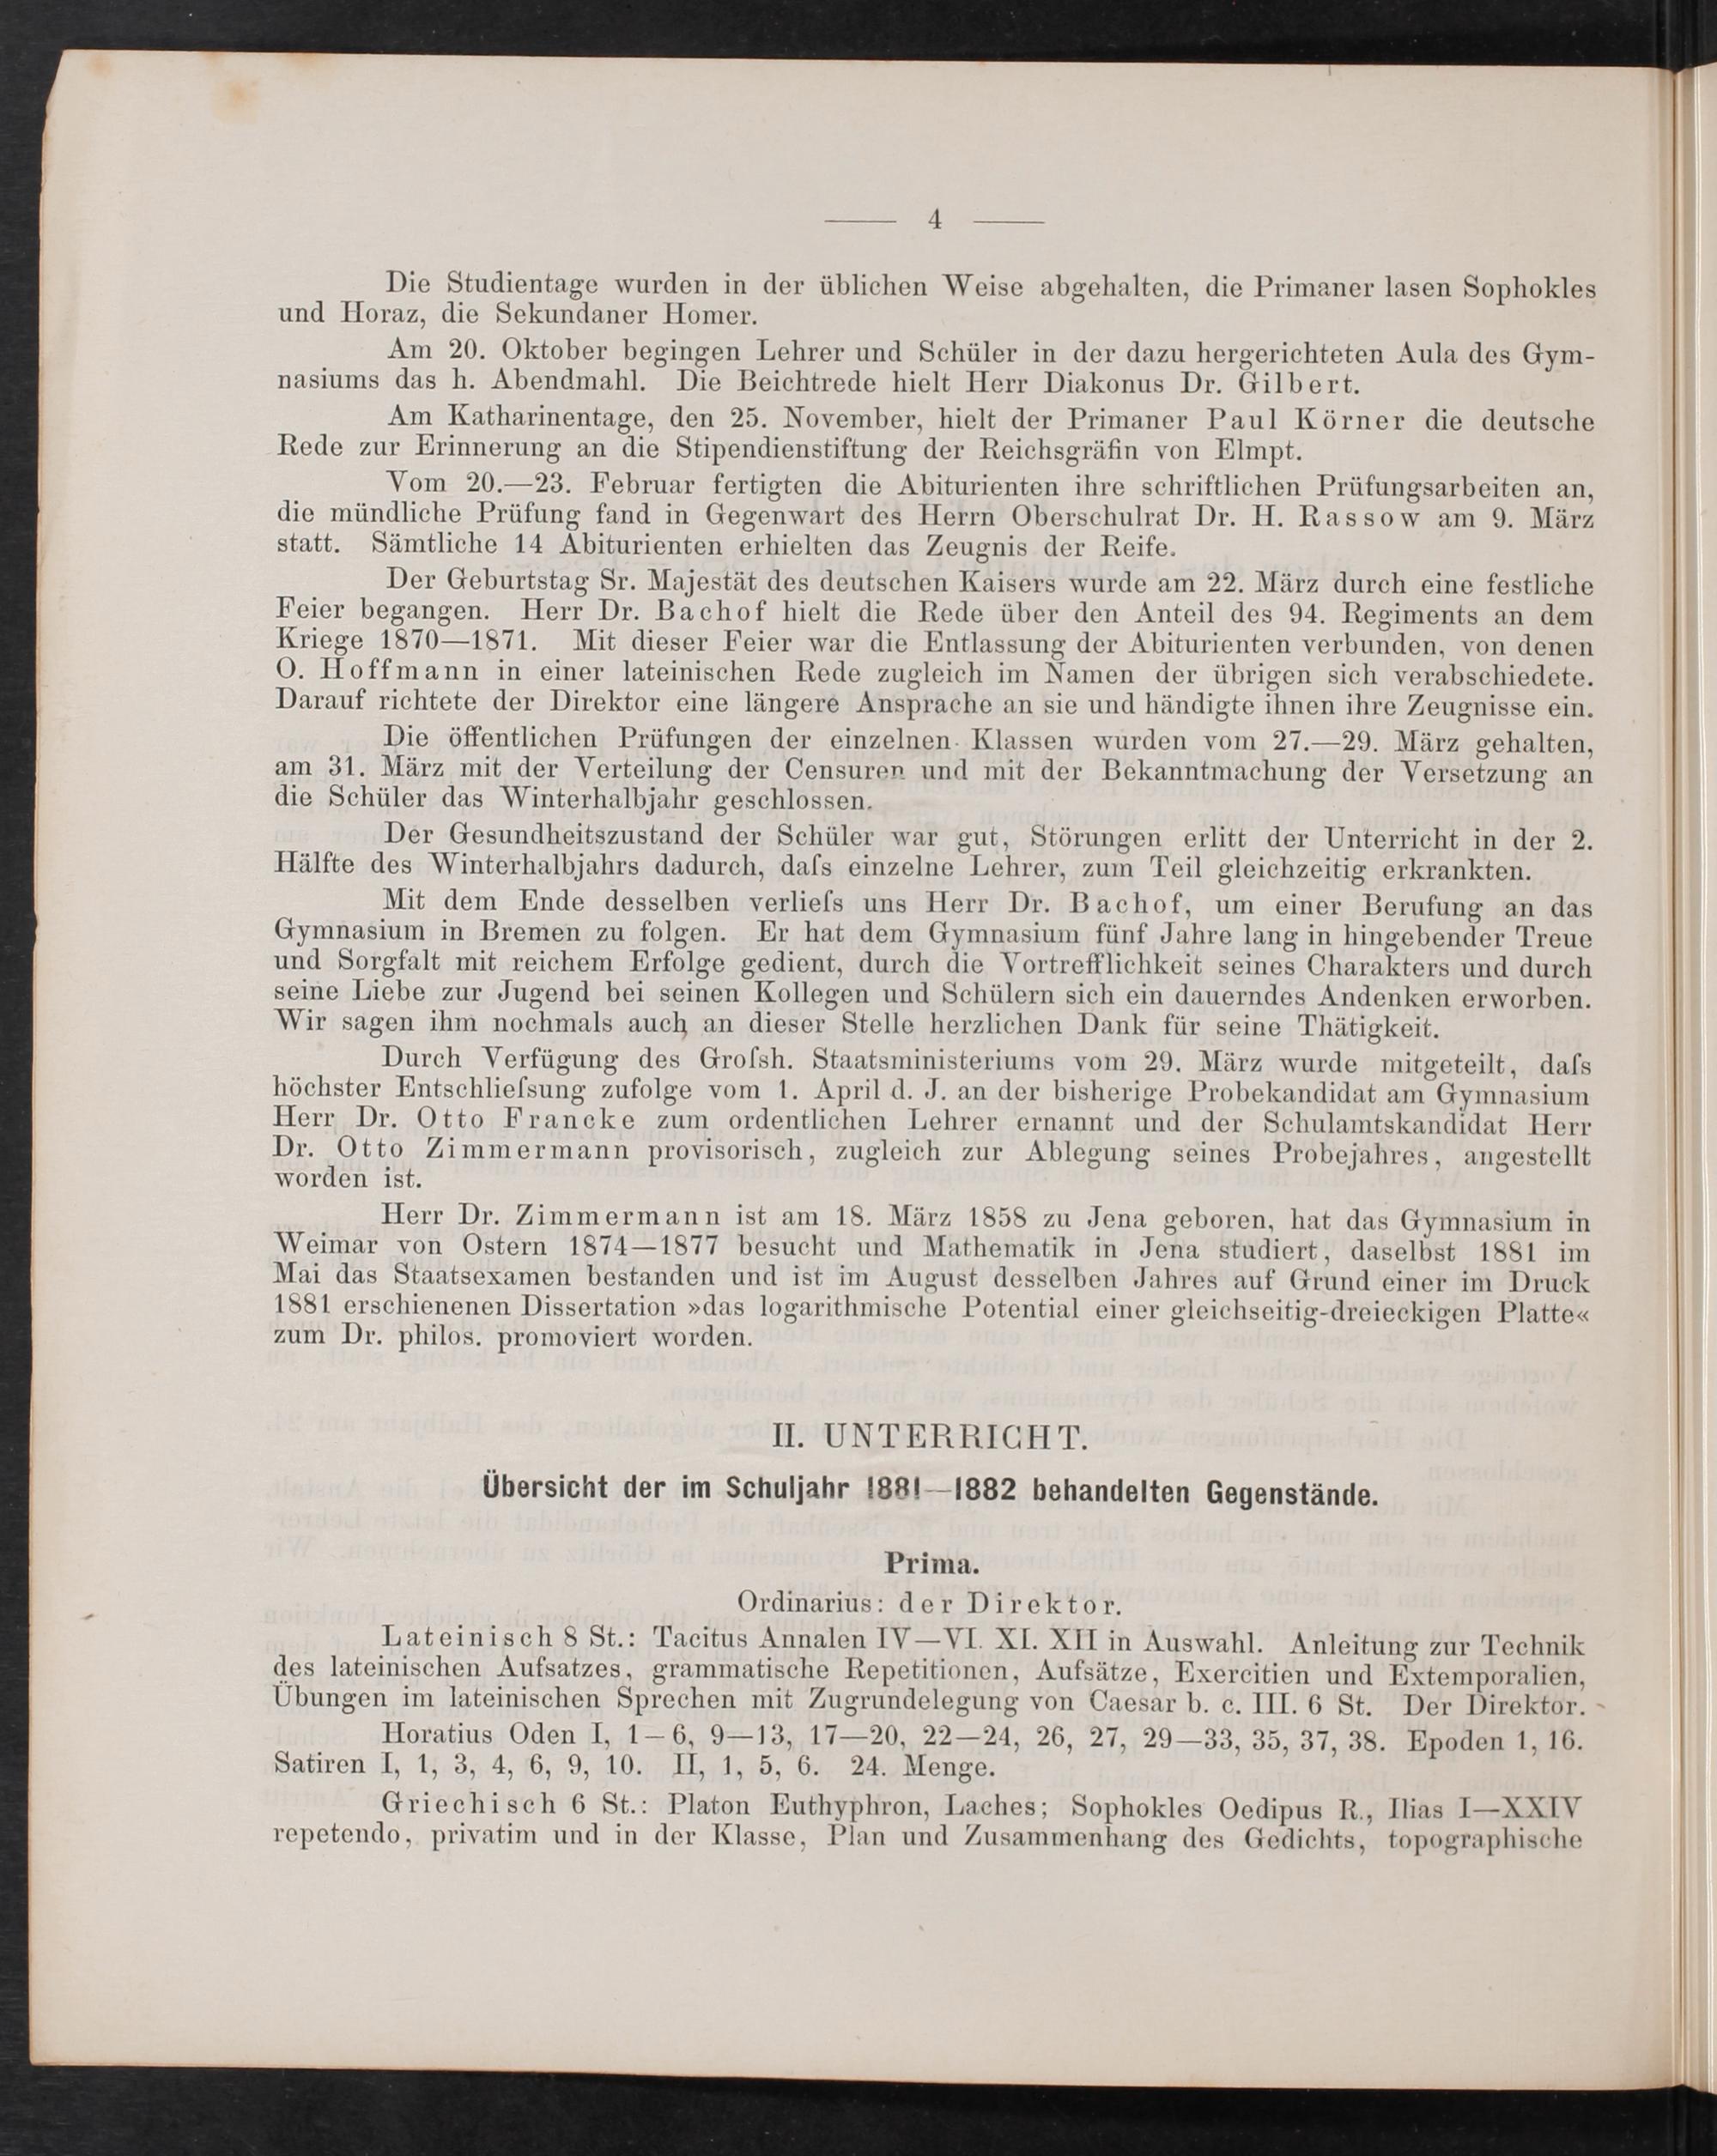 — 4 —
Die Studientage wurden in der üblichen Weise abgehalten, die Primaner lasen Sophokles
und Horaz, die Sekundaner Homer.
Am 20. Oktober begingen Lehrer und Schüler in der dazu hergerichteten Aula des Gym-
nasiums das h. Abendmahl. Die Beichtrede hielt Herr Diakonus Dr. Gilbert.
Am Katharinentage, den 25. November, hielt der Primaner Paul Körner die deutsche
Rede zur Erinnerung an die Stipendienstiftung der Reichsgräfin von Elmpt.
Vom 20.—23. Februar fertigten die Abiturienten ihre schriftlichen Prüfungsarbeiten an,
die mündliche Prüfung fand in Gegenwart des Herrn Oberschulrat Dr. H. Rassow am 9. März
statt. Sämtliche 14 Abiturienten erhielten das Zeugnis der Reife.
Der Geburtstag Sr. Majestät des deutschen Kaisers wurde am 22. März durch eine festliche
Feier begangen. Herr Dr. Bachof hielt die Rede über den Anteil des 94. Regiments an dem
Kriege 1870—1871. Mit dieser Feier war die Entlassung der Abiturienten verbunden, von denen
O. Hoffmann in einer lateinischen Rede zugleich im Namen der übrigen sich verabschiedete.
Darauf richtete der Direktor eine längere Ansprache an sie und händigte ihnen ihre Zeugnisse ein.
Die öffentlichen Prüfungen der einzelnen Klassen wurden vom 27.—29. März gehalten,
am 31. März mit der Verteilung der Censuren und mit der Bekanntmachung der Versetzung an
die Schüler das Winterhalbjahr geschlossen.
Der Gesundheitszustand der Schüler war gut, Störungen erlitt der Unterricht in der 2.
Hälfte des Winterhalbjahrs dadurch, daſs einzelne Lehrer, zum Teil gleichzeitig erkrankten.
Mit dem Ende desselben verlieſs uns Herr Dr. Bachof, um einer Berufung an das
Gymnasium in Bremen zu folgen. Er hat dem Gymnasium fünf Jahre lang in hingebender Treue
und Sorgfalt mit reichem Erfolge gedient, durch die Vortrefflichkeit seines Charakters und durch
seine Liebe zur Jugend bei seinen Kollegen und Schülern sich ein dauerndes Andenken erworben.
Wir sagen ihm nochmals auch an dieser Stelle herzlichen Dank für seine Thätigkeit.
Durch Verfügung des Groſsh. Staatsministeriums vom 29. März wurde mitgeteilt, daſs
höchster Entschlieſsung zufolge vom 1. April d. J. an der bisherige Probekandidat am Gymnasium
Herr Dr. Otto Francke zum ordentlichen Lehrer ernannt und der Schulamtskandidat Herr
Dr. Otto Zimmermann provisorisch, zugleich zur Ablegung seines Probejahres, angestellt
worden ist.
Herr Dr. Zimmermann ist am 18. März 1858 zu Jena geboren, hat das Gymnasium in
Weimar von Ostern 1874—1877 besucht und Mathematik in Jena studiert, daselbst 1881 im
Mai das Staatsexamen bestanden und ist im August desselben Jahres auf Grund einer im Druck
1881 erschienenen Dissertation »das logarithmische Potential einer gleichseitig-dreieckigen Platte«
zum Dr. philos. promoviert worden.
II. UNTERRICHT.
Übersicht der im Schuljahr 1881—1882 behandelten Gegenstände.
Prima.
Ordinarius: der Direktor.
Lateinisch 8 St.: Tacitus Annalen IV—VI. XI. XII in Auswahl. Anleitung zur Technik
des lateinischen Aufsatzes, grammatische Repetitionen, Aufsätze, Exercitien und Extemporalien,
Übungen im lateinischen Sprechen mit Zugrundelegung von Caesar b. c. III. 6 St. Der Direktor.
Horatius Oden I, 1—6, 9—13, 17—20, 22—24, 26, 27, 29—33, 35, 37, 38. Epoden 1, 16.
Satiren I, 1, 3, 4, 6, 9, 10. II, 1, 5, 6. 24. Menge.
Griechisch 6 St.: Platon Euthyphron, Laches; Sophokles Oedipus R., Ilias I—XXIV
repetendo, privatim und in der Klasse, Plan und Zusammenhang des Gedichts, topographische